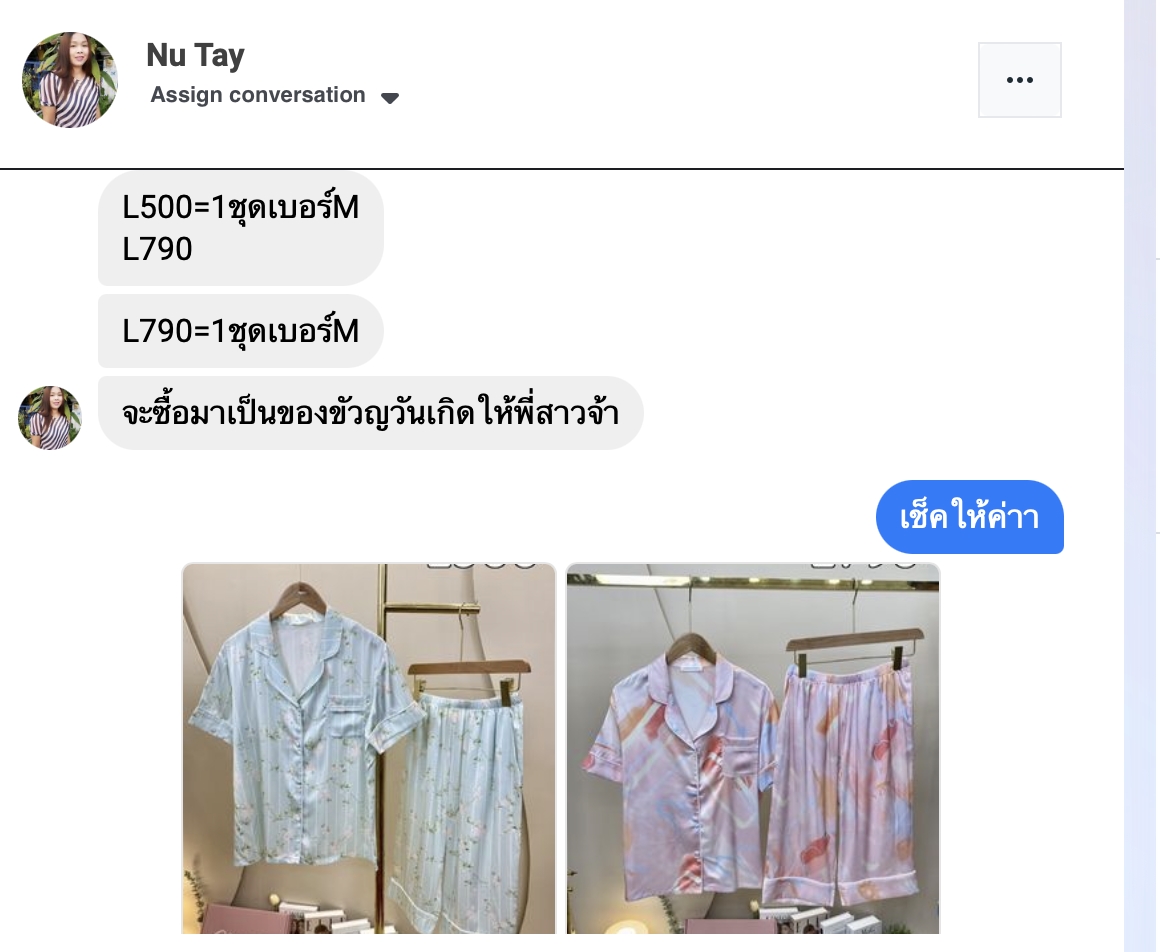 Nu Tay
Assign conversation
L500=1ชุดเบอร์M
L790
L790=1ชุดเบอร์M
จะซื้อมาเป็นของขัวญวันเกิดให้พี่สาวจ้า
เช็คให้ค่าา